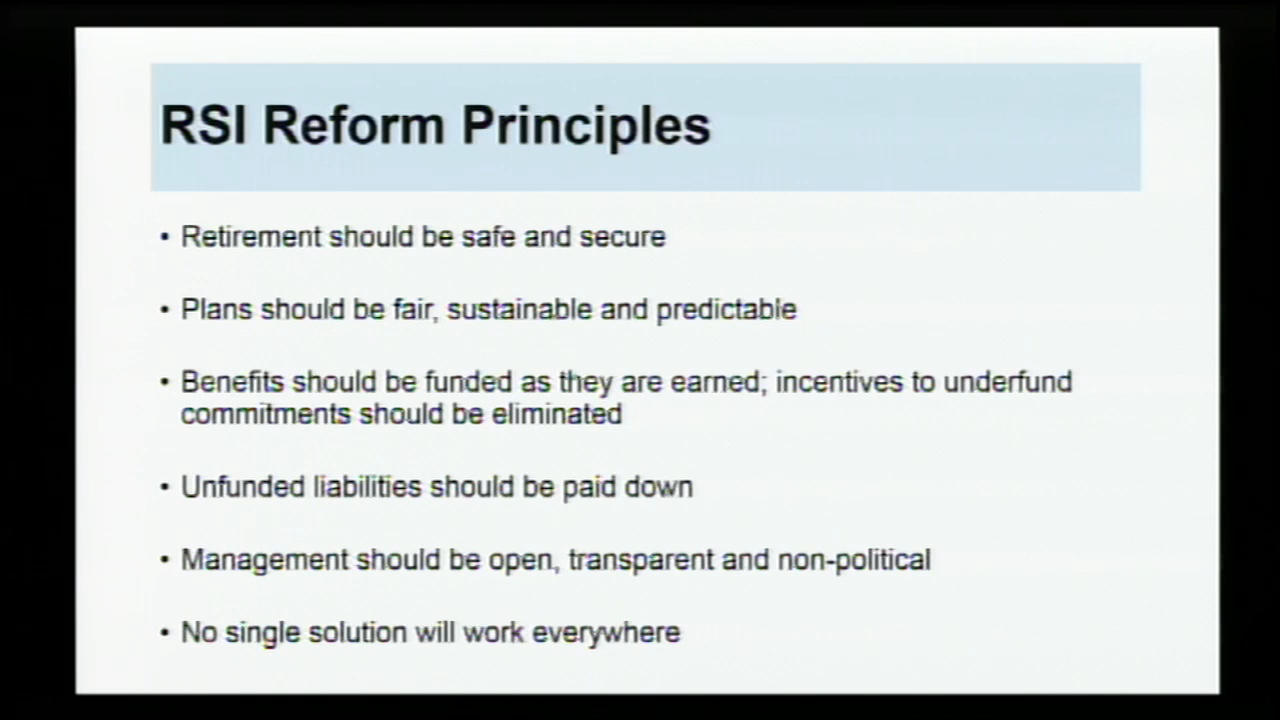 RSI Reform Principles
• Retirement should be safe and secure
• Plans should be fair, sustainable and predictable
• Benefits should be funded as they are earned; incentives to underfund
commitments should be eliminated
• Unfunded liabilities should be paid down
• Management should be open, transparent and non-political
• No single solution will work everywhere